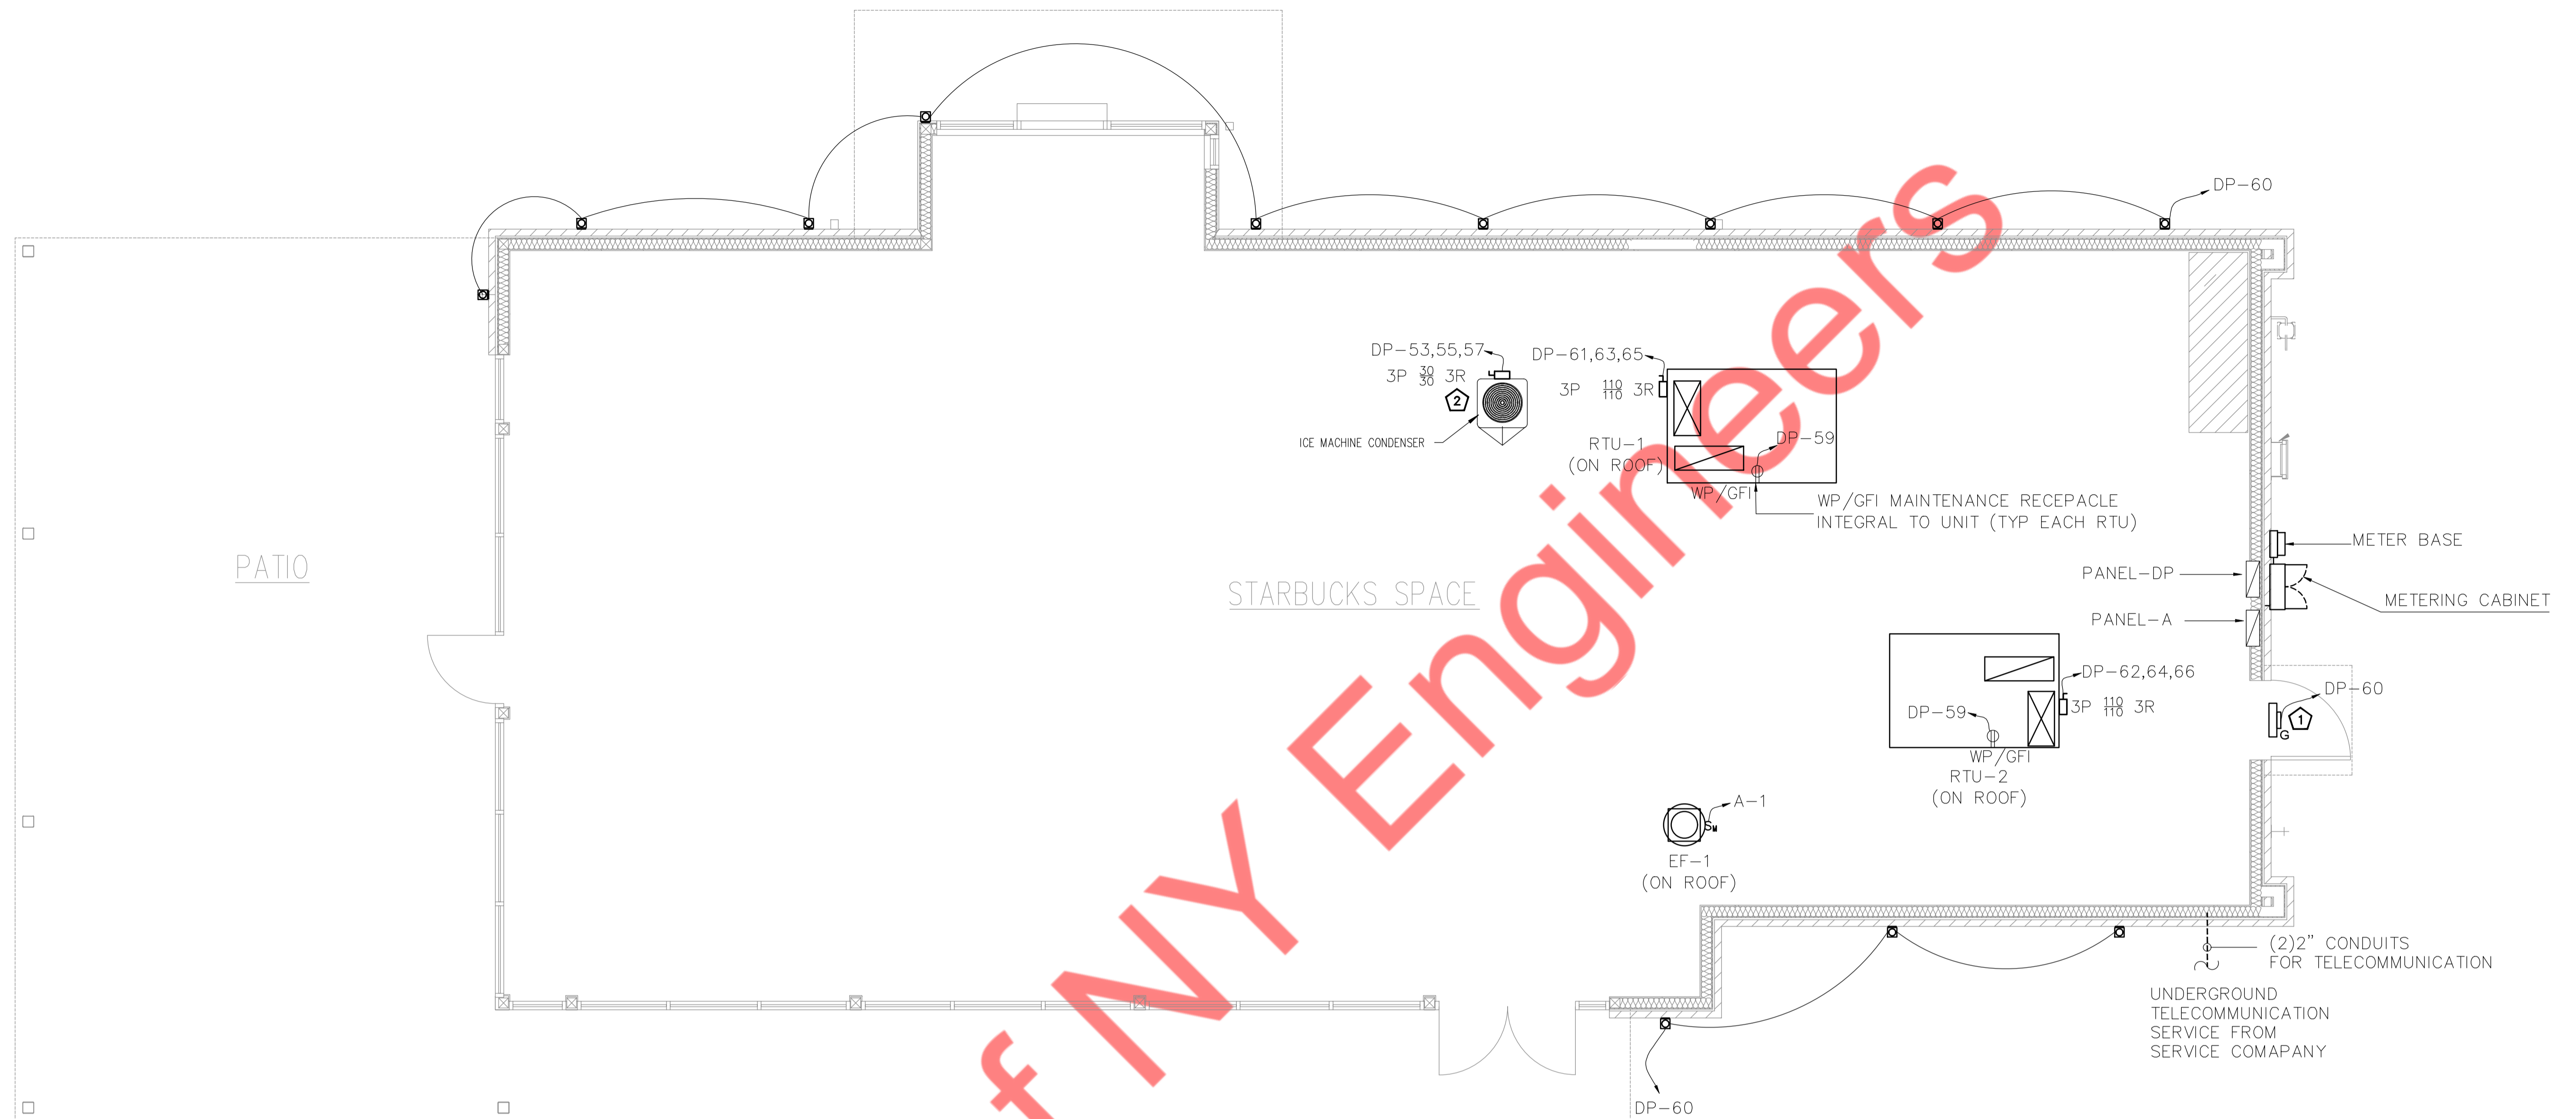 DP-60
DP-53,55,57
3P 30/30 3R
2
ICE MACHINE CONDENSER
DP-61,63,65
3P 110/110 3R
RTU-1
(ON ROOF)
DP-59
WP/GFI
WP/GFI MAINTENANCE RECEPACLE
INTEGRAL TO UNIT (TYP EACH RTU)
METER BASE
PATIO
STARBUCKS SPACE
PANEL-DP
METERING CABINET
PANEL-A
DP-62,64,66
3P 110/110 3R
DP-59
WP/GFI
RTU-2
(ON ROOF)
DP-60
1
G
A-1
SM
EF-1
(ON ROOF)
(2)2" CONDUITS
FOR TELECOMMUNICATION
UNDERGROUND
TELECOMMUNICATION
SERVICE FROM
SERVICE COMAPANY
DP-60
f NY Engineers